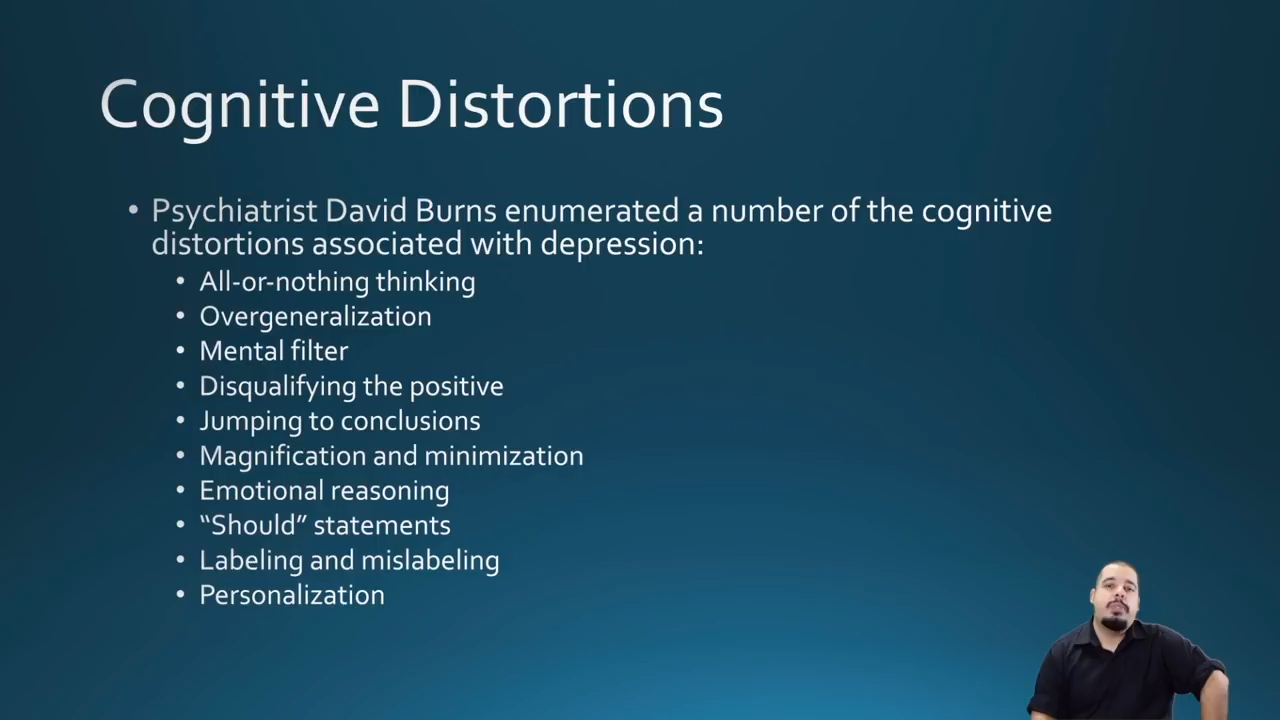 Cognitive Distortions
• Psychiatrist David Burns enumerated a number of the cognitive
distortions associated with depression:
• All-or-nothing thinking
• Overgeneralization
• Mental filter
• Disqualifying the positive
• Jumping to conclusions
• Magnification and minimization
• Emotional reasoning
• “Should” statements
• Labeling and mislabeling
• Personalization